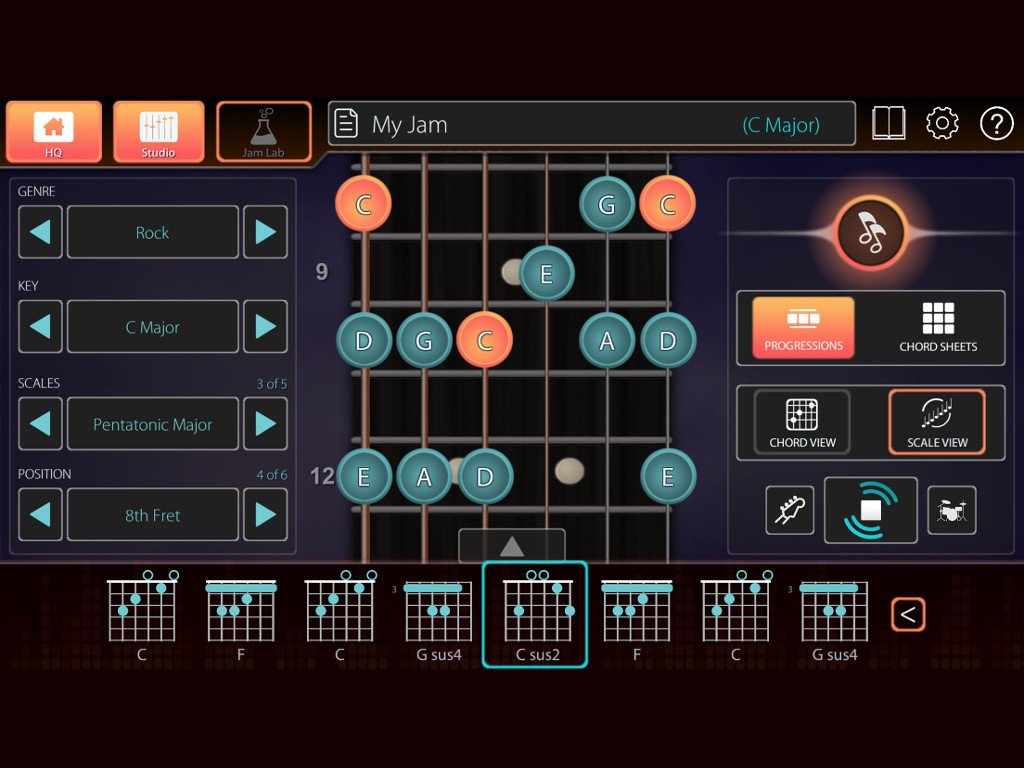 HQ
Studio
Jam Lab
My Jam
(C Major)
?
GENRE
Rock
KEY
C Major
SCALES
3 of 5
Pentatonic Major
POSITION
4 of 6
8th Fret
C
G
C
9
E
D
G
C
A
D
12
E
A
D
E
PROGRESSIONS
CHORD SHEETS
CHORD VIEW
SCALE VIEW
3
3
C
F
C
G sus4
C sus2
F
C
G sus4
<